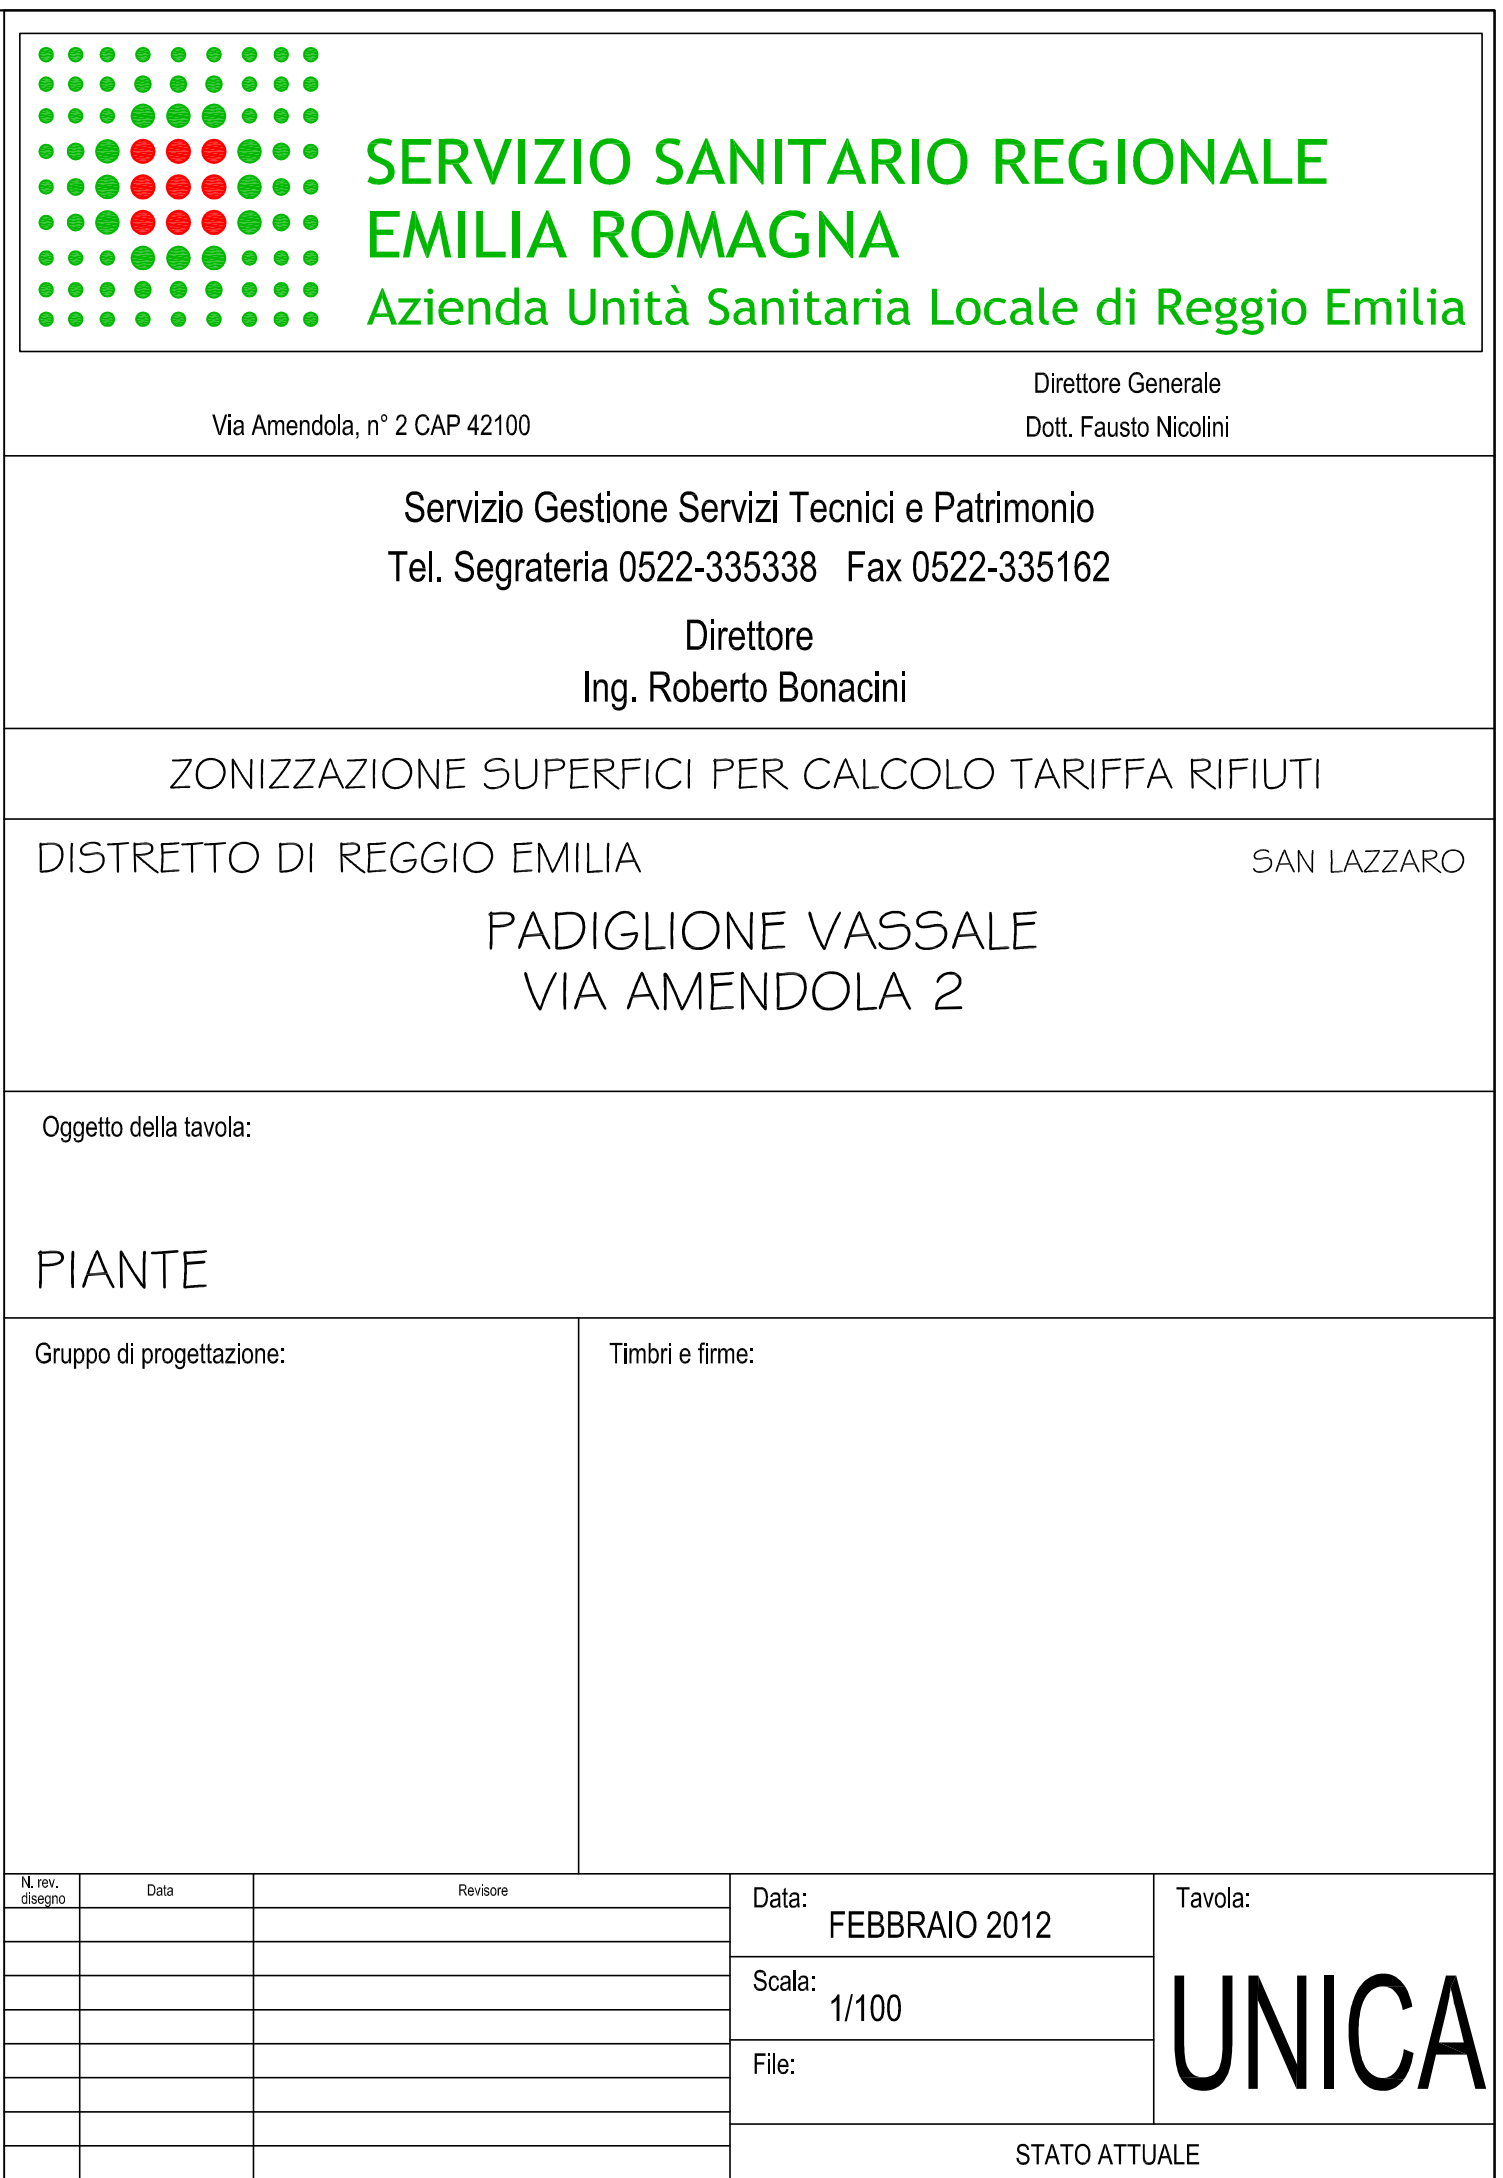 SERVIZIO SANITARIO REGIONALE
EMILIA ROMAGNA
Azienda Unità Sanitaria Locale di Reggio Emilia
Via Amendola, n° 2 CAP 42100
Direttore Generale
Dott. Fausto Nicolini
Servizio Gestione Servizi Tecnici e Patrimonio
Tel. Segrateria 0522-335338 Fax 0522-335162
Direttore
Ing. Roberto Bonacini
ZONIZZAZIONE SUPERFICI PER CALCOLO TARIFFA RIFIUTI
DISTRETTO DI REGGIO EMILIA
SAN LAZZARO
PADIGLIONE VASSALE
VIA AMENDOLA 2
Oggetto della tavola:
PIANTE
Gruppo di progettazione:
Timbri e firme:
N. rev.
disegno
Data
Revisore
Data:
FEBBRAIO 2012
Scala:
1/100
File:
Tavola:
UNICA
STATO ATTUALE